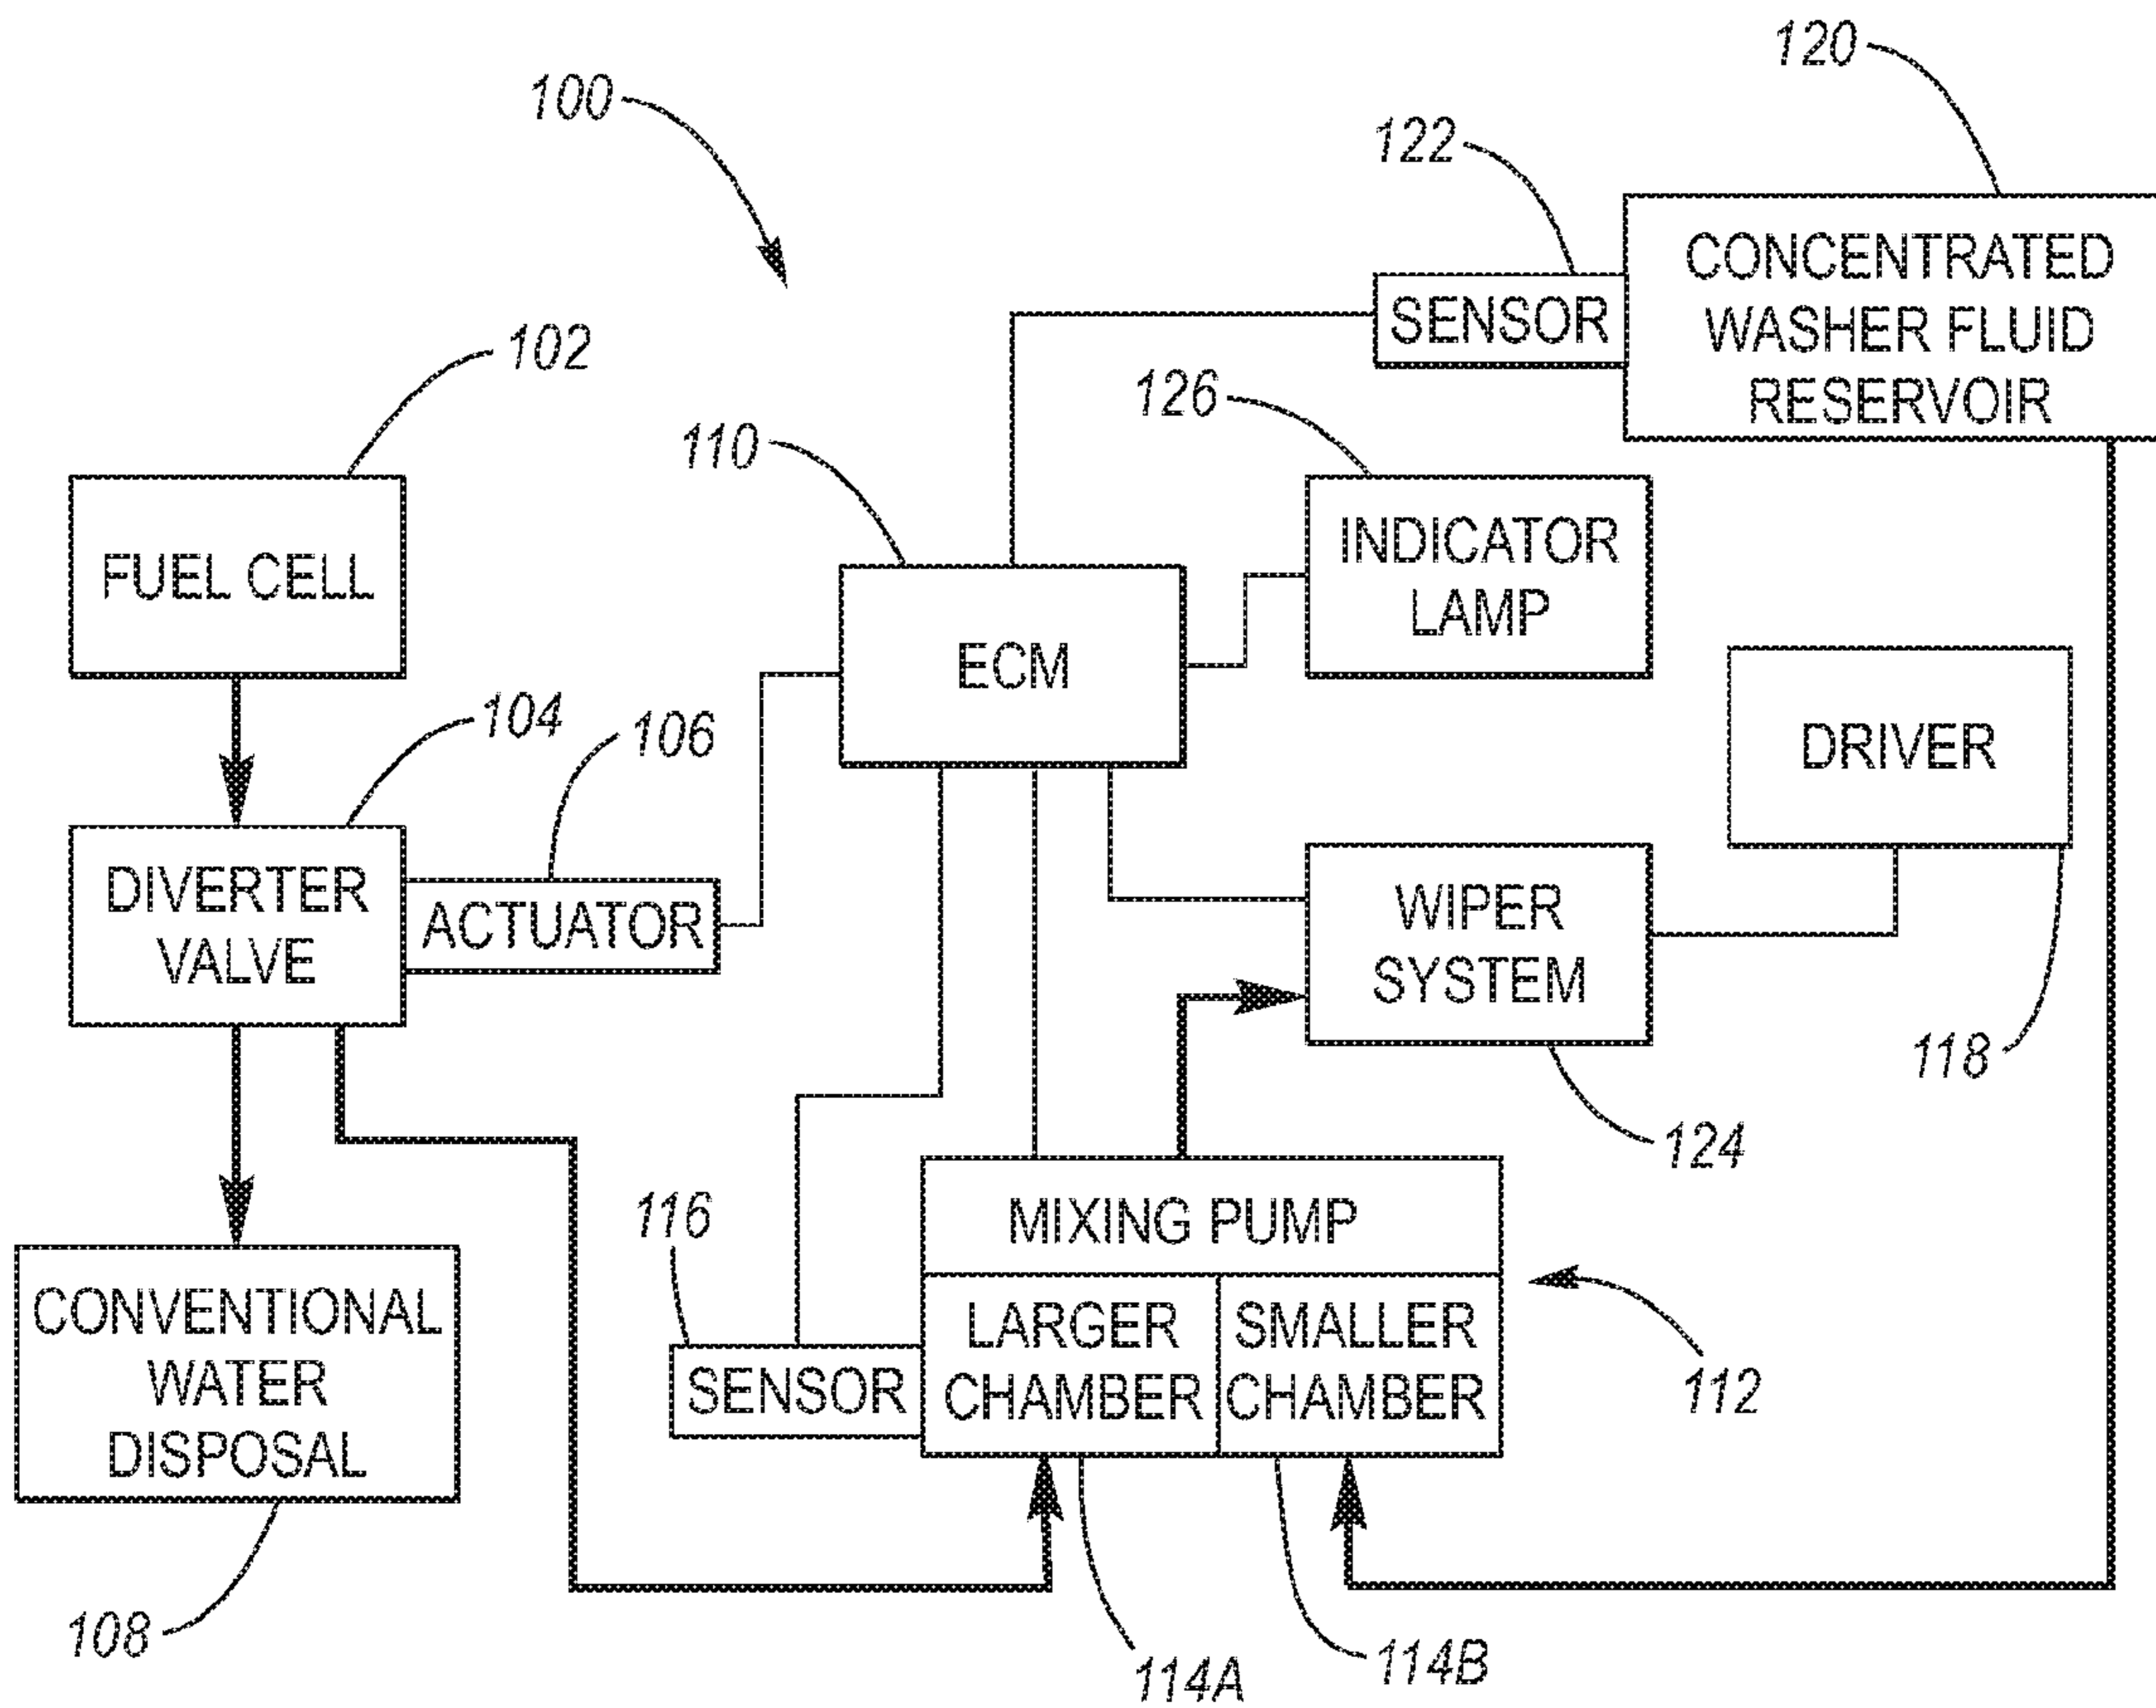 120
100
122
CONCENTRATED
WASHER FLUID
RESERVOIR
SENSOR
102
126
110
INDICATOR
LAMP
FUEL CELL
ECM
104
106
DRIVER
DIVERTER
VALVE
ACTUATOR
WIPER
SYSTEM
118
124
116
MIXING PUMP
CONVENTIONAL
WATER
DISPOSAL
LARGER
CHAMBER
SMALLER
CHAMBER
SENSOR
112
108
114A
114B